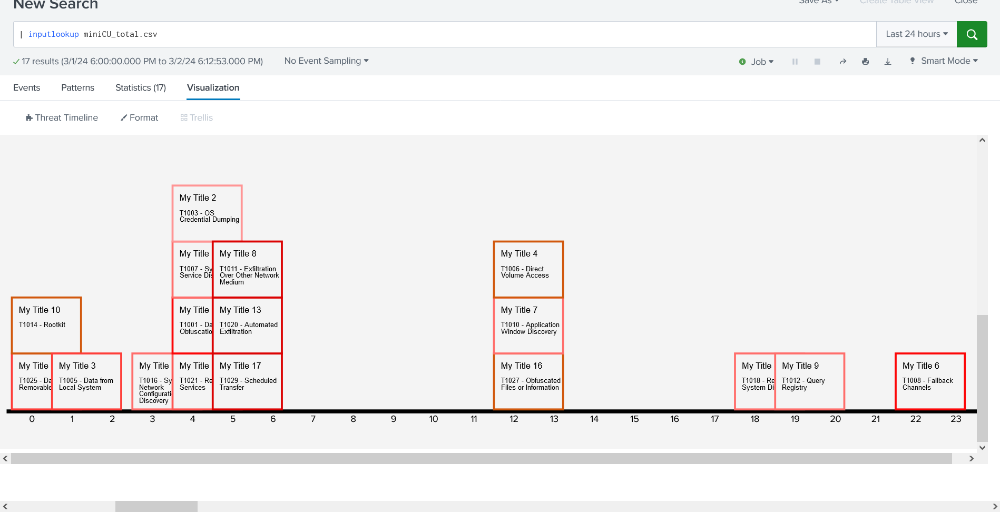 New Search
Save As
Create Table View
Close
| inputlookup miniCU_total.csv
Last 24 hours
17 results (3/1/24 6:00:00.000 PM to 3/2/24 6:12:53.000 PM)
No Event Sampling
Job
Smart Mode
Events
Patterns
Statistics (17)
Visualization
Threat Timeline
Format
Trellis
My Title 2
T1003 - OS
Credential Dumping
My Title
T1007 - Sy
Service Dis
My Title 8
T1011 - Exfiltration
Over Other Network
Medium
My Title 4
T1006 - Direct
Volume Access
My Title 10
T1014 - Rootkit
My Title
T1001 - Da
Obfuscatio
My Title 13
T1020 - Automated
Exfiltration
My Title 7
T1010 - Application
Window Discovery
My Title
T1025 - Da
Removable
My Title 3
T1005 - Data from
Local System
My Title
T1016 - Sy
Network
Configurati
Discovery
My Title
T1021 - Re
Services
My Title 17
T1029 - Scheduled
Transfer
My Title 16
T1027 - Obfuscated
Files or Information
My Title
T1018 - Re
System Di
My Title 9
T1012 - Query
Registry
My Title 6
T1008 - Fallback
Channels
0 1 2 3 4 5 6 7 8 9 10 11 12 13 14 15 16 17 18 19 20 21 22 23